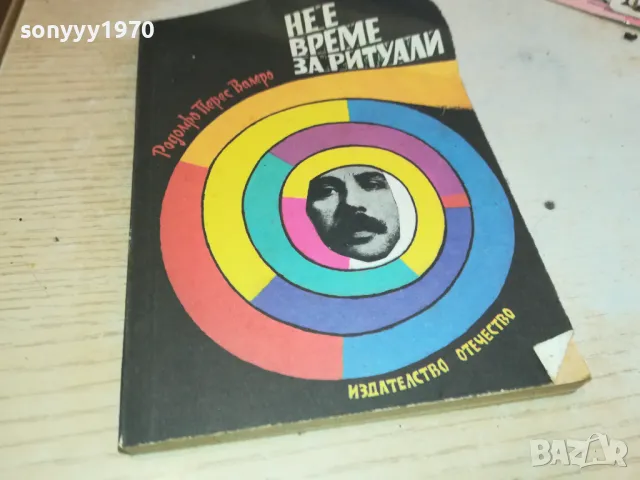 sonyyy1970
НЕ Е
ВРЕМЕ
ЗА РИТУАЛИ
Родолфо Перес Валеро
ИЗДАТЕЛСТВО ОТЕЧЕСТВО
BAZAR